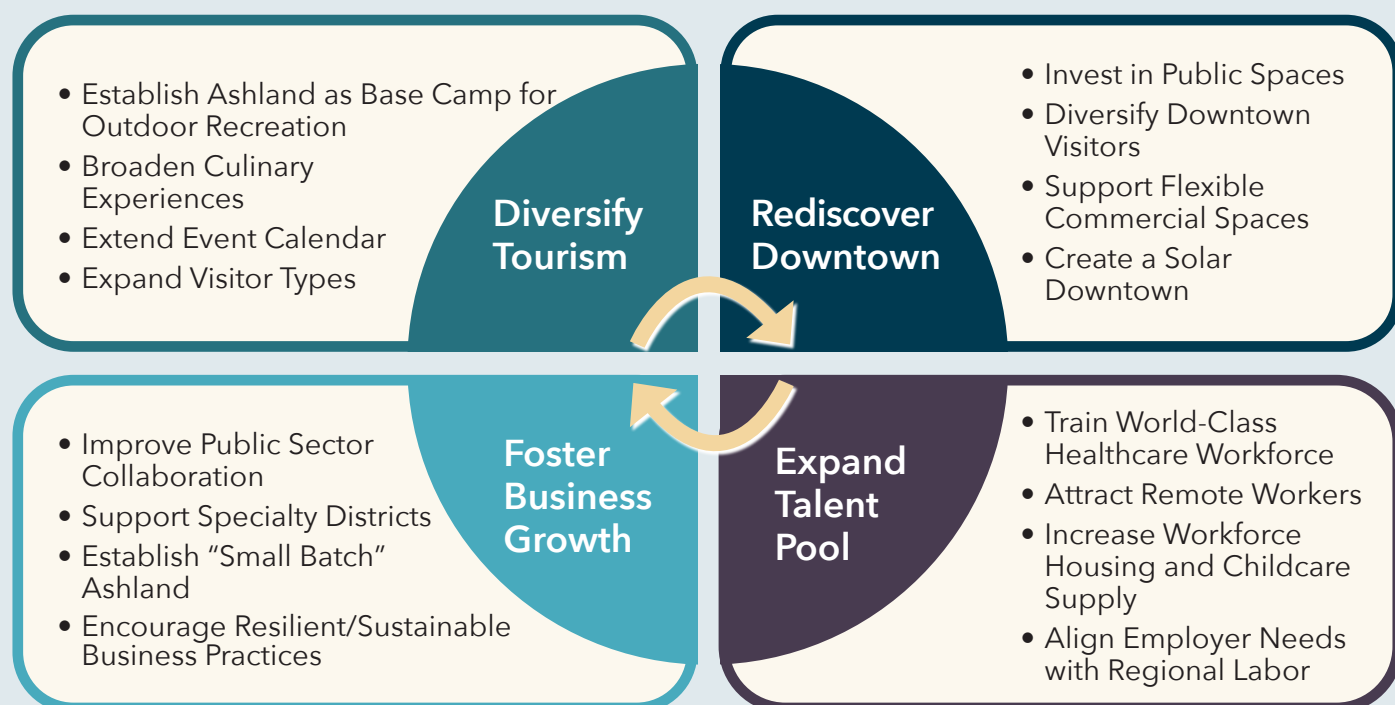 • Establish Ashland as Base Camp for
Outdoor Recreation
• Broaden Culinary
Experiences
• Extend Event Calendar
• Expand Visitor Types
Diversify
Tourism
Rediscover
Downtown
• Invest in Public Spaces
• Diversify Downtown
Visitors
• Support Flexible
Commercial Spaces
• Create a Solar
Downtown
• Improve Public Sector
Collaboration
• Support Specialty Districts
• Establish “Small Batch”
Ashland
• Encourage Resilient/Sustainable
Business Practices
Foster
Business
Growth
Expand
Talent
Pool
• Train World-Class
Healthcare Workforce
• Attract Remote Workers
• Increase Workforce
Housing and Childcare
Supply
• Align Employer Needs
with Regional Labor